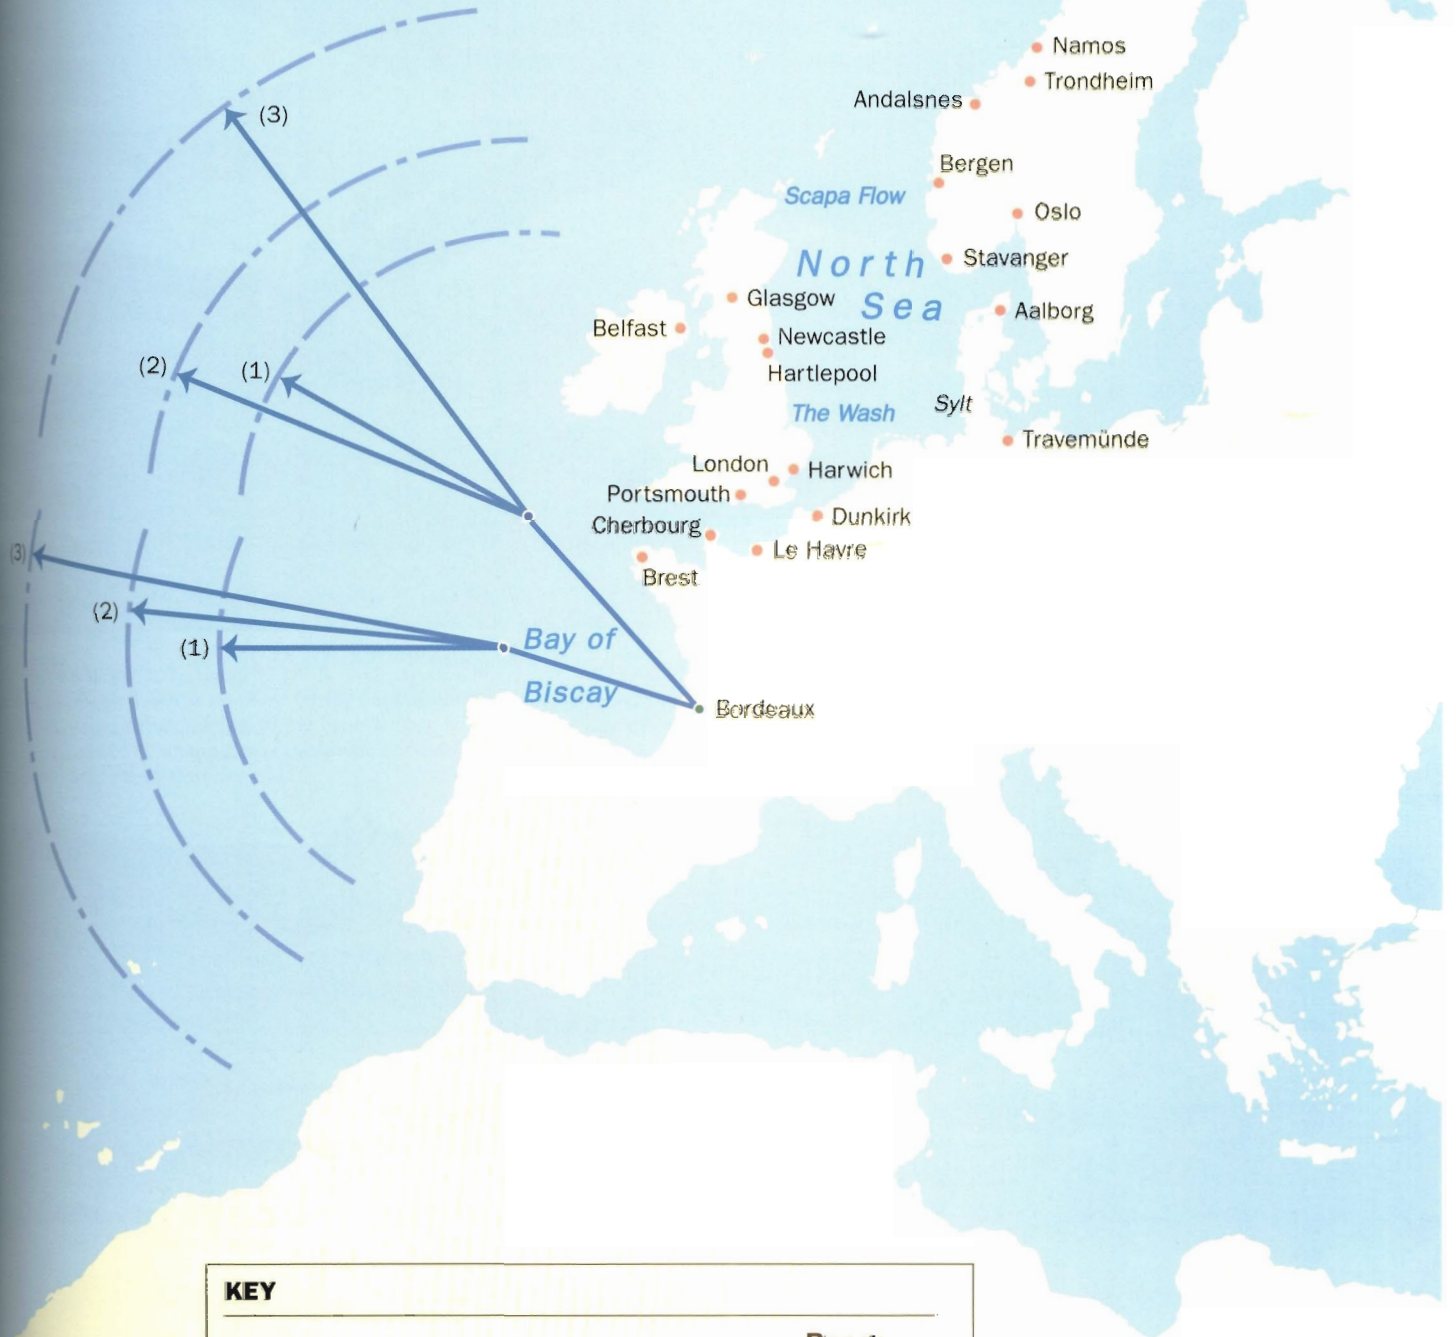 Namos
Trondheim
Andalsnes
(3)
Bergen
Scapa Flow
Oslo
North
Sea
Stavanger
Glasgow
Aalborg
Belfast
Newcastle
(2)
(1)
Hartlepool
The Wash
Sylt
Travemünde
London
Harwich
Portsmouth
Cherbourg
Dunkirk
(3)
Le Havre
Brest
(2)
(1)
Bay of
Biscay
Bordeaux
KEY